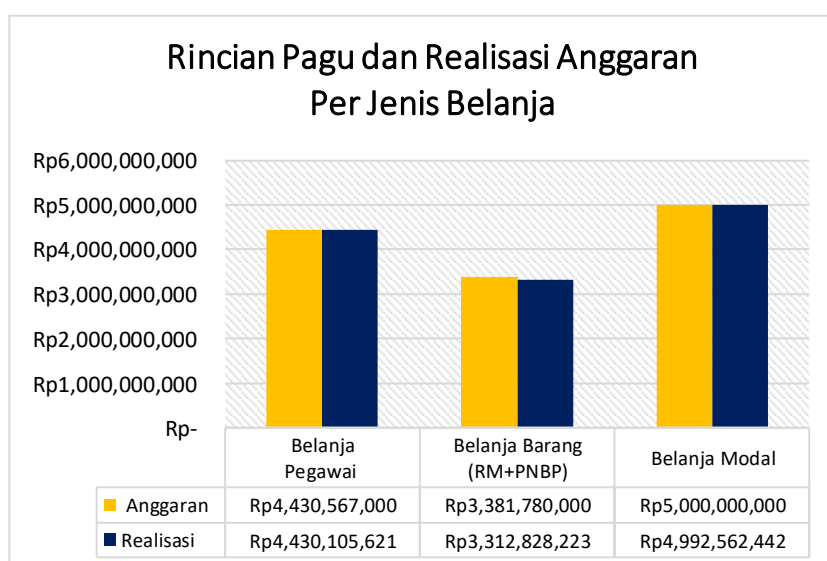 Rincian Pagu dan Realisasi Anggaran
Per Jenis Belanja
Rp6,000,000,000
Rp5,000,000,000
Rp4,000,000,000
Rp3,000,000,000
Rp2,000,000,000
Rp1,000,000,000
Rp-
Belanja
Pegawai
Belanja Barang
(RM+PNBP)
Belanja Modal
Anggaran Rp4,430,567,000 Rp3,381,780,000 Rp5,000,000,000
Realisasi Rp4,430,105,621 Rp3,312,828,223 Rp4,992,562,442